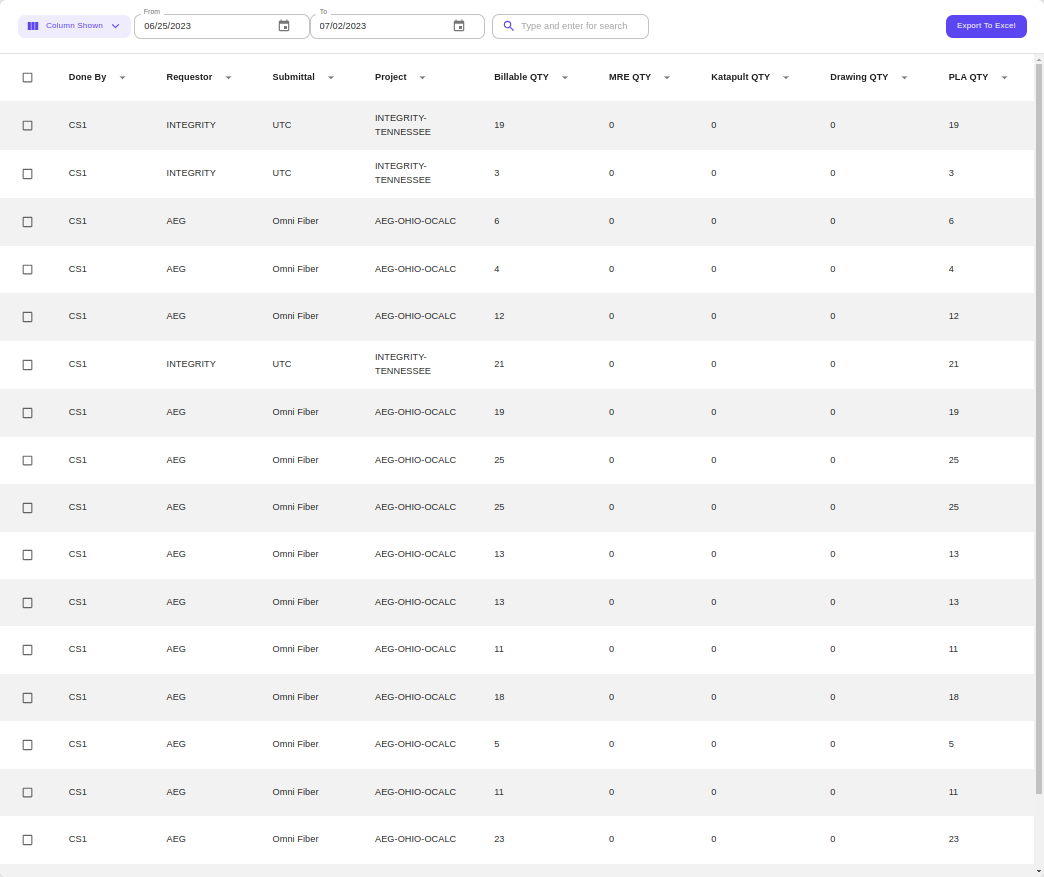 Column Shown
From
06/25/2023
To
07/02/2023
Type and enter for search
Export To Excel
Done By Requestor Submittal Project Billable QTY MRE QTY Katapult QTY Drawing QTY PLA QTY
CS1 INTEGRITY UTC INTEGRITY-
TENNESSEE 19 0 0 0 19
CS1 INTEGRITY UTC INTEGRITY-
TENNESSEE 3 0 0 0 3
CS1 AEG Omni Fiber AEG-OHIO-OCALC 6 0 0 0 6
CS1 AEG Omni Fiber AEG-OHIO-OCALC 4 0 0 0 4
CS1 AEG Omni Fiber AEG-OHIO-OCALC 12 0 0 0 12
CS1 INTEGRITY UTC INTEGRITY-
TENNESSEE 21 0 0 0 21
CS1 AEG Omni Fiber AEG-OHIO-OCALC 19 0 0 0 19
CS1 AEG Omni Fiber AEG-OHIO-OCALC 25 0 0 0 25
CS1 AEG Omni Fiber AEG-OHIO-OCALC 25 0 0 0 25
CS1 AEG Omni Fiber AEG-OHIO-OCALC 13 0 0 0 13
CS1 AEG Omni Fiber AEG-OHIO-OCALC 13 0 0 0 13
CS1 AEG Omni Fiber AEG-OHIO-OCALC 11 0 0 0 11
CS1 AEG Omni Fiber AEG-OHIO-OCALC 18 0 0 0 18
CS1 AEG Omni Fiber AEG-OHIO-OCALC 5 0 0 0 5
CS1 AEG Omni Fiber AEG-OHIO-OCALC 11 0 0 0 11
CS1 AEG Omni Fiber AEG-OHIO-OCALC 23 0 0 0 23